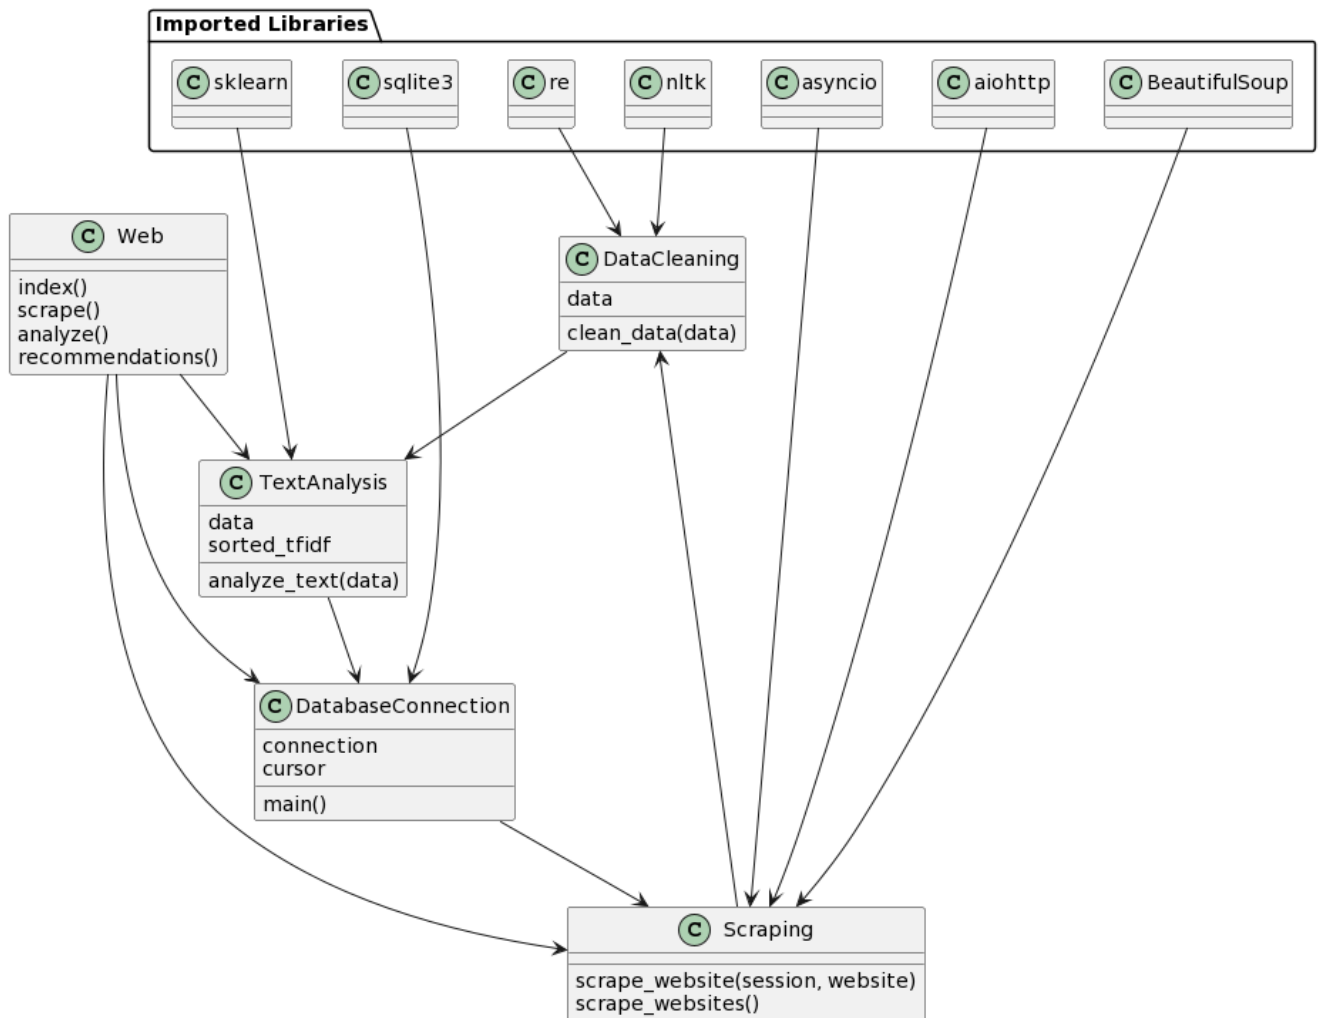 Imported Libraries
C sklearn
C sqlite3
C re
C nltk
C asyncio
C aiohttp
C BeautifulSoup
C Web
index()
scrape()
analyze()
recommendations()
C DataCleaning
data
clean_data(data)
C TextAnalysis
data
sorted_tfidf
analyze_text(data)
C DatabaseConnection
connection
cursor
main()
C Scraping
scrape_website(session, website)
scrape_websites()